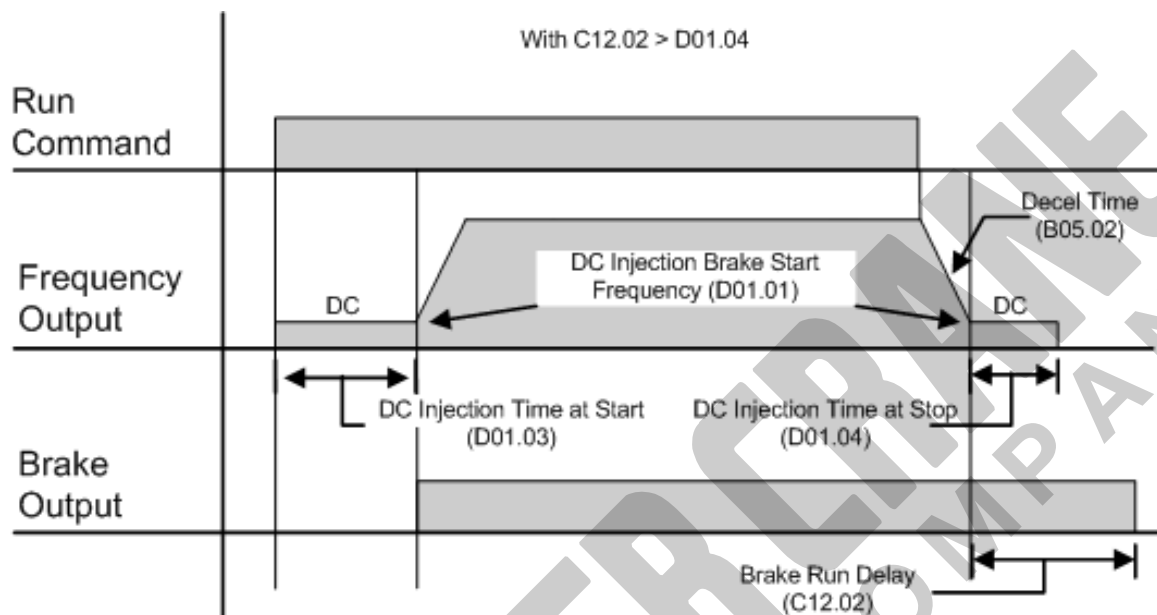 With C12.02 > D01.04
Run
Command
Decel Time
(B05.02)
DC Injection Brake Start
Frequency (D01.01)
Frequency
Output
DC
DC
DC Injection Time at Start
(D01.03)
DC Injection Time at Stop
(D01.04)
Brake
Output
Brake Run Delay
(C12.02)
CRANE